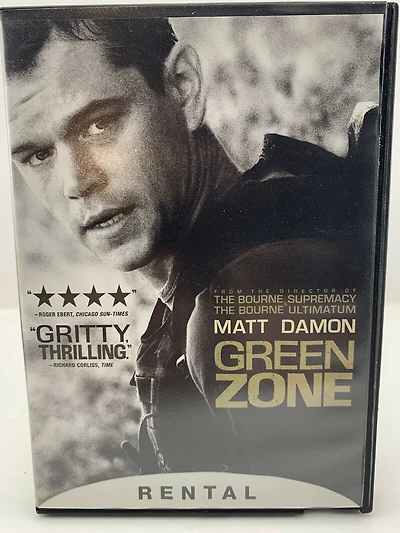 "★★★★"
–ROGER EBERT, CHICAGO SUN-TIMES
"GRITTY,
THRILLING."
–RICHARD CORLISS, TIME
FROM THE DIRECTOR OF
THE BOURNE SUPREMACY
THE BOURNE ULTIMATUM
MATT DAMON
GREEN
ZONE
RENTAL